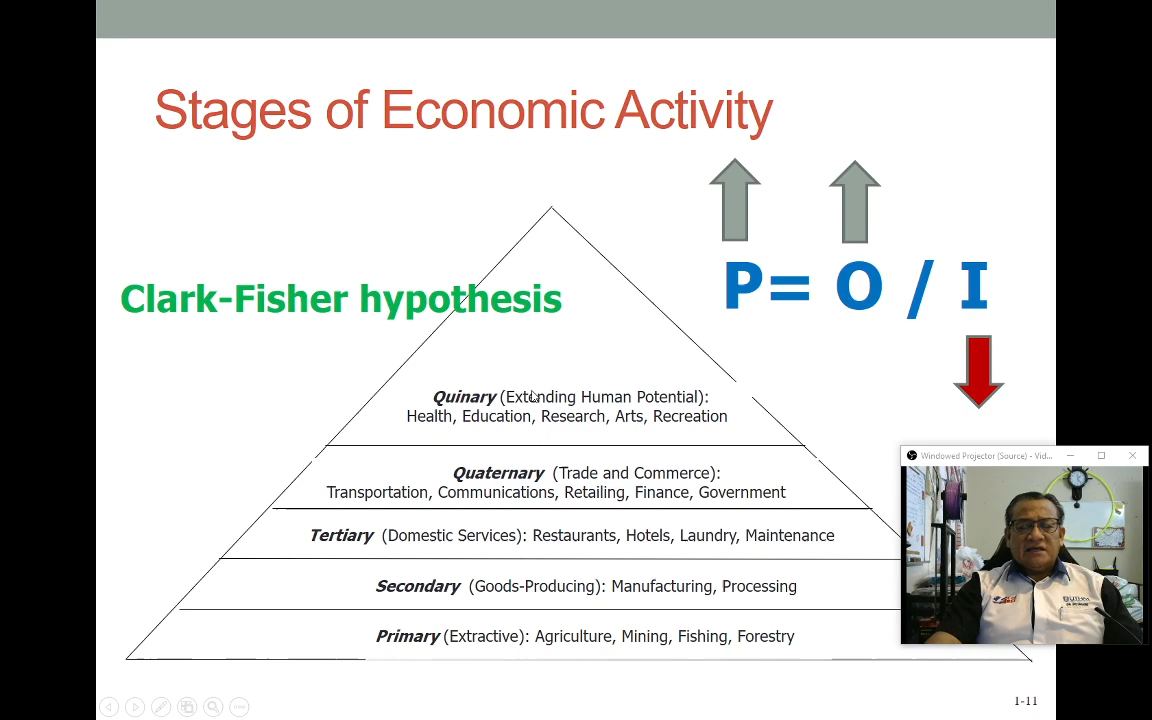 Stages of Economic Activity
Clark-Fisher hypothesis
P= O / I
Quinary (Extending Human Potential):
Health, Education, Research, Arts, Recreation
Quaternary (Trade and Commerce):
Transportation, Communications, Retailing, Finance, Government
Tertiary (Domestic Services): Restaurants, Hotels, Laundry, Maintenance
Secondary (Goods-Producing): Manufacturing, Processing
Primary (Extractive): Agriculture, Mining, Fishing, Forestry
Windowed Projector (Source) - Vid...
1-11